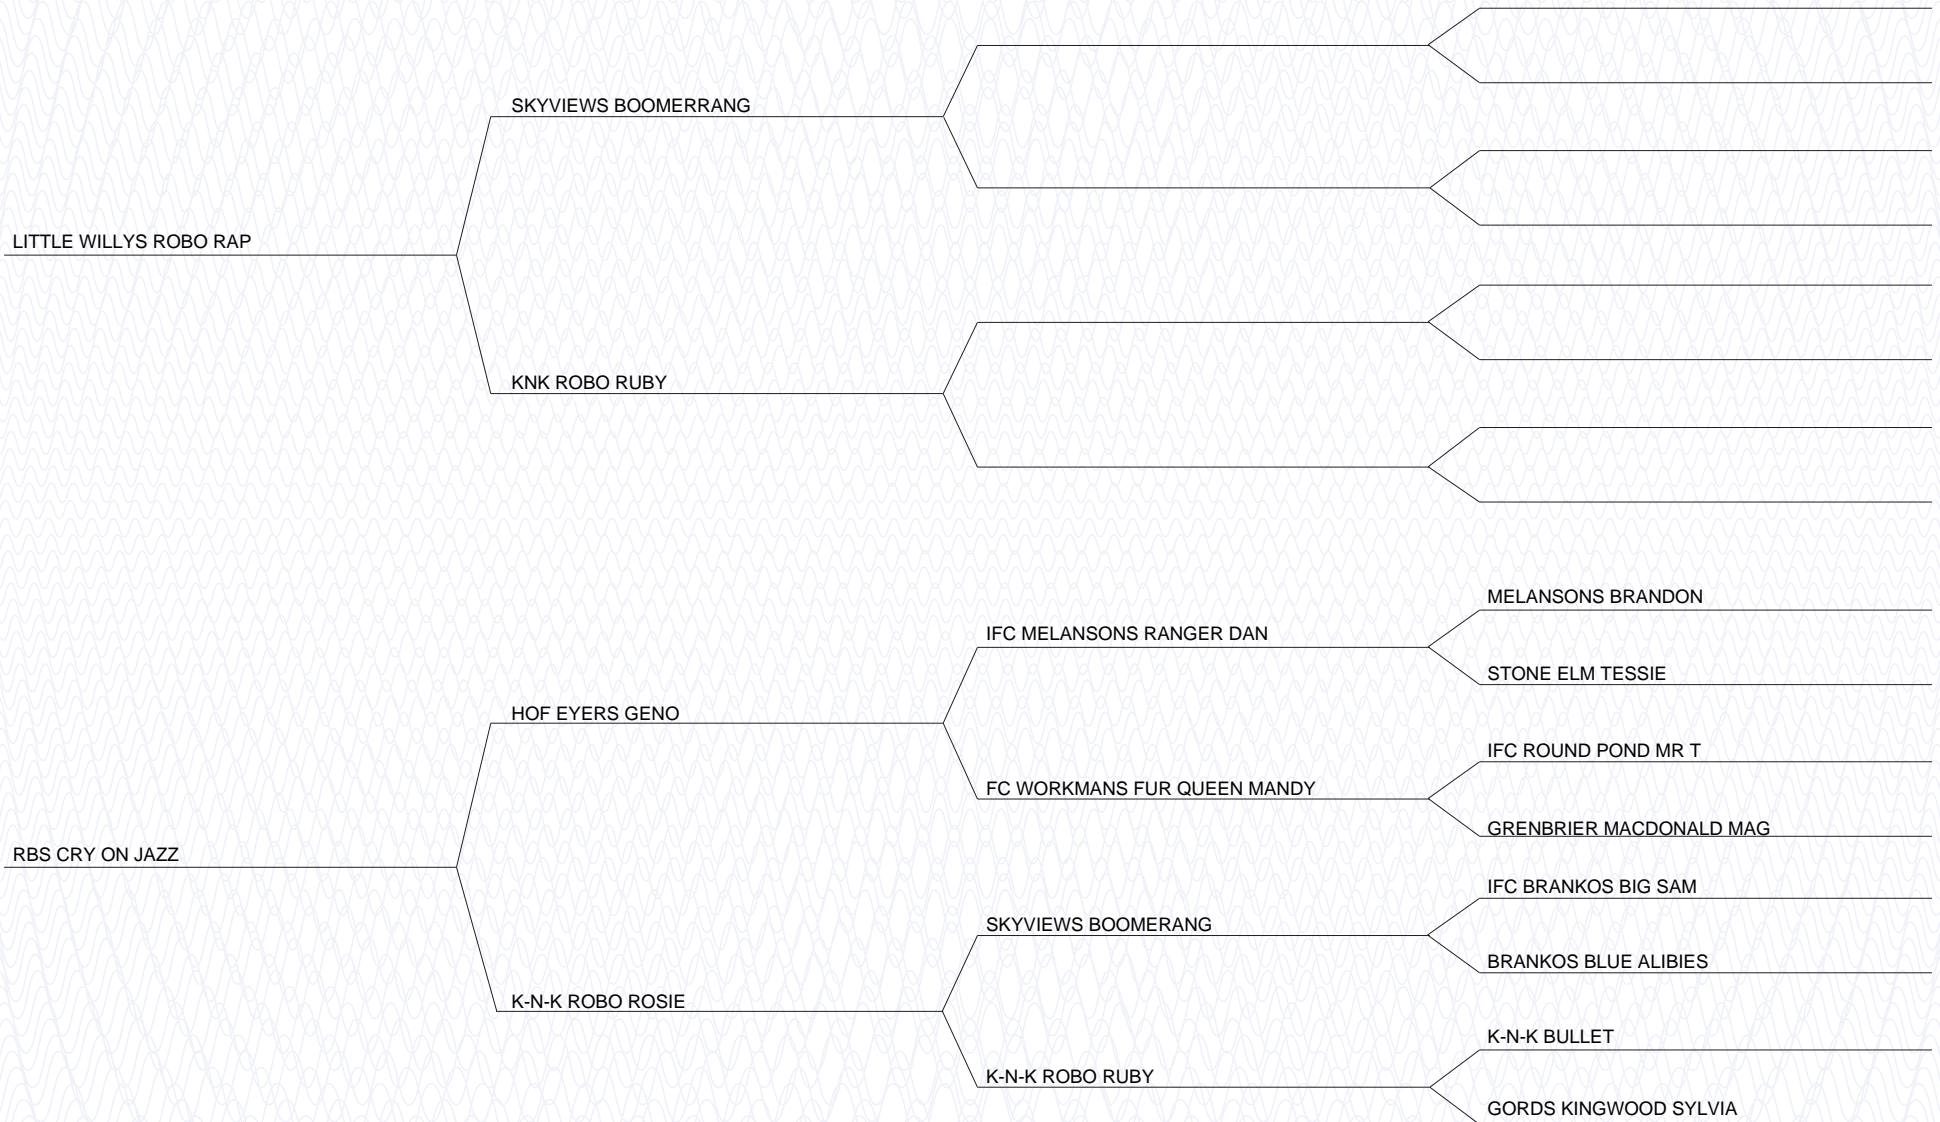 SKYVIEWS BOOMERRANG
LITTLE WILLYS ROBO RAP
KNK ROBO RUBY
MELANSONS BRANDON
IFC MELANSONS RANGER DAN
STONE ELM TESSIE
HOF EYERS GENO
IFC ROUND POND MR T
FC WORKMANS FUR QUEEN MANDY
GRENBRIER MACDONALD MAG
RBS CRY ON JAZZ
IFC BRANKOS BIG SAM
SKYVIEWS BOOMERANG
BRANKOS BLUE ALIBIES
K-N-K ROBO ROSIE
K-N-K BULLET
K-N-K ROBO RUBY
GORDS KINGWOOD SYLVIA